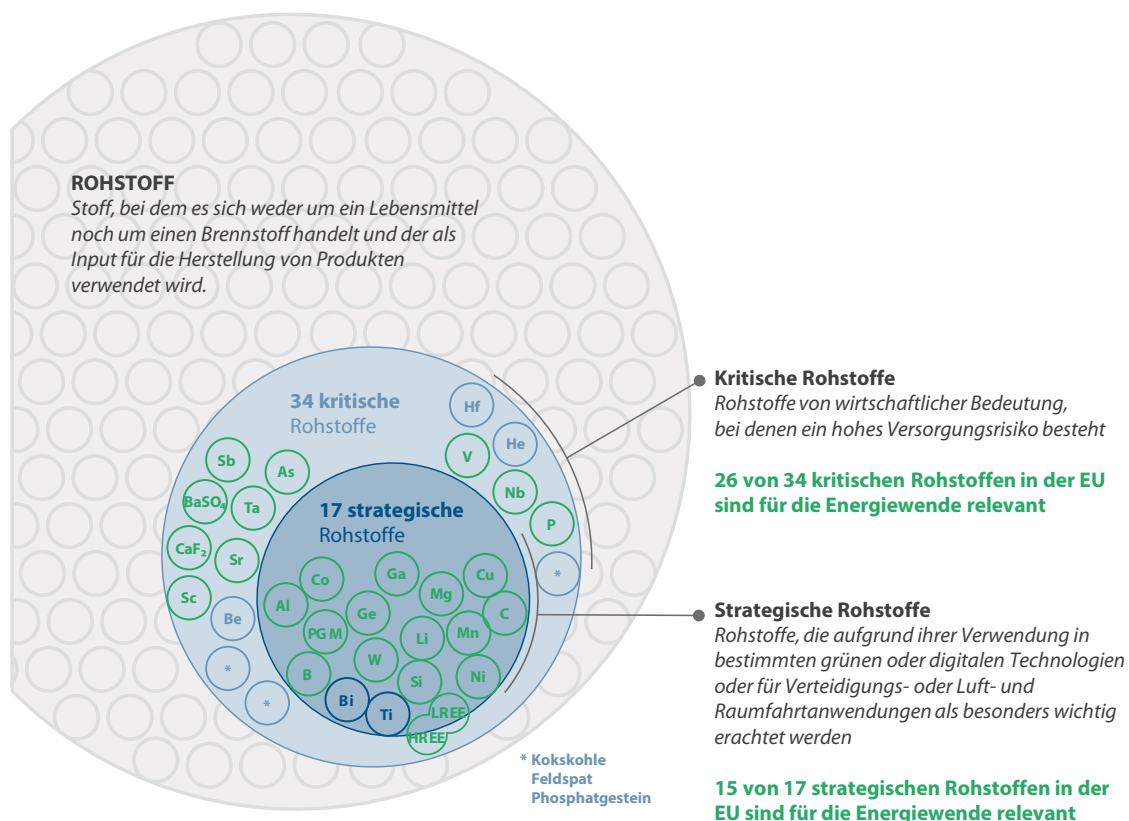 ROHSTOFF
Stoff, bei dem es sich weder um ein Lebensmittel
noch um einen Brennstoff handelt und der als
Input für die Herstellung von Produkten
verwendet wird.
34 kritische
Rohstoffe
Hf
He
V
Sb
As
Nb
BaSO₄
Ta
P
CaF₂
Sr
*
Sc
Be
*
*
17 strategische
Rohstoffe
Co
Ga
Cu
Al
Ge
Mg
C
PGM
Li
Mn
B
W
Si
Ni
Bi
Ti
LREE
HREE
* Kokskohle
Feldspat
Phosphatgestein
Kritische Rohstoffe
Rohstoffe von wirtschaftlicher Bedeutung,
bei denen ein hohes Versorgungsrisiko besteht
26 von 34 kritischen Rohstoffen in der EU
sind für die Energiewende relevant
Strategische Rohstoffe
Rohstoffe, die aufgrund ihrer Verwendung in
bestimmten grünen oder digitalen Technologien
oder für Verteidigungs- oder Luft- und
Raumfahrtanwendungen als besonders wichtig
erachtet werden
15 von 17 strategischen Rohstoffen in der
EU sind für die Energiewende relevant